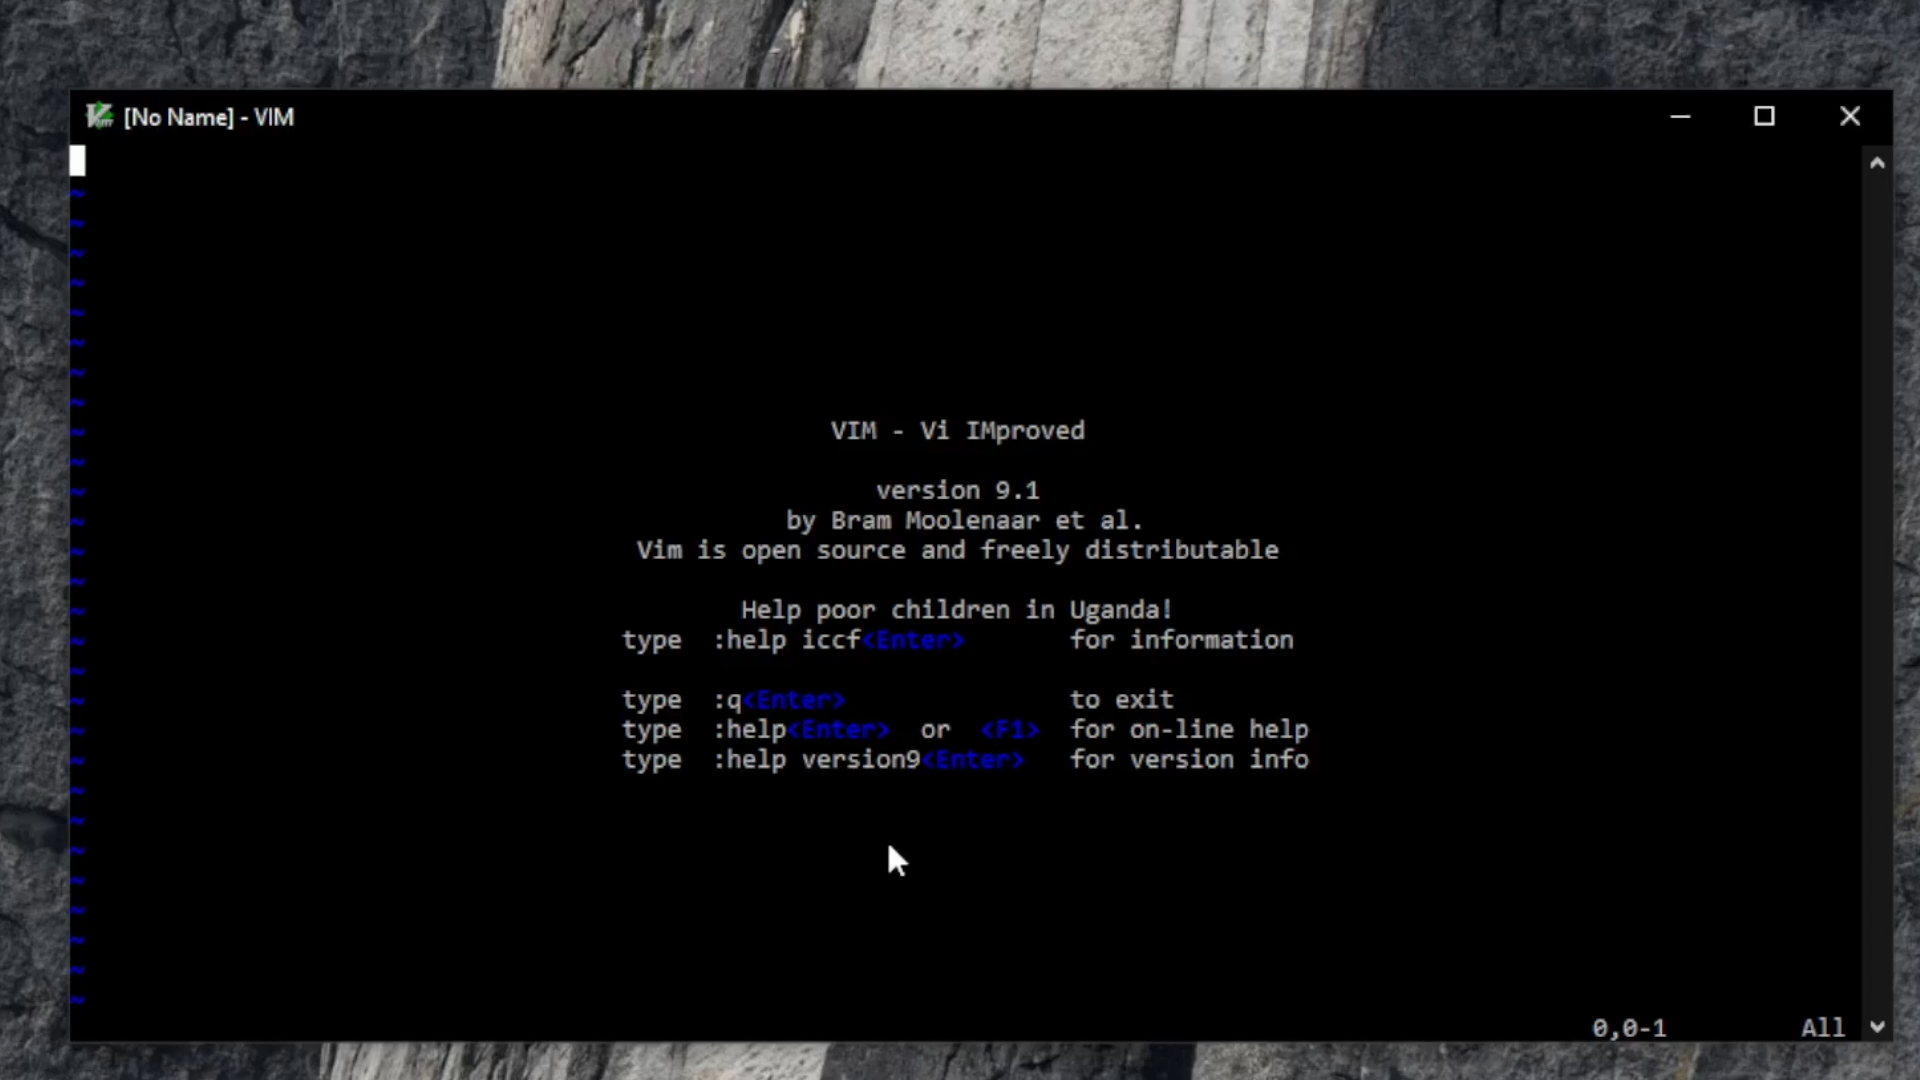 [No Name] - VIM
~
~
~
~
~
~
~
~
~
VIM - Vi IMproved
~
~
version 9.1
~
by Bram Moolenaar et al.
~
Vim is open source and freely distributable
~
~
Help poor children in Uganda!
~
type :help iccf<Enter> for information
~
~
type :q<Enter> to exit
~
type :help<Enter> or <F1> for on-line help
~
type :help version9<Enter> for version info
~
~
~
~
~
~
~
~
0,0-1 All